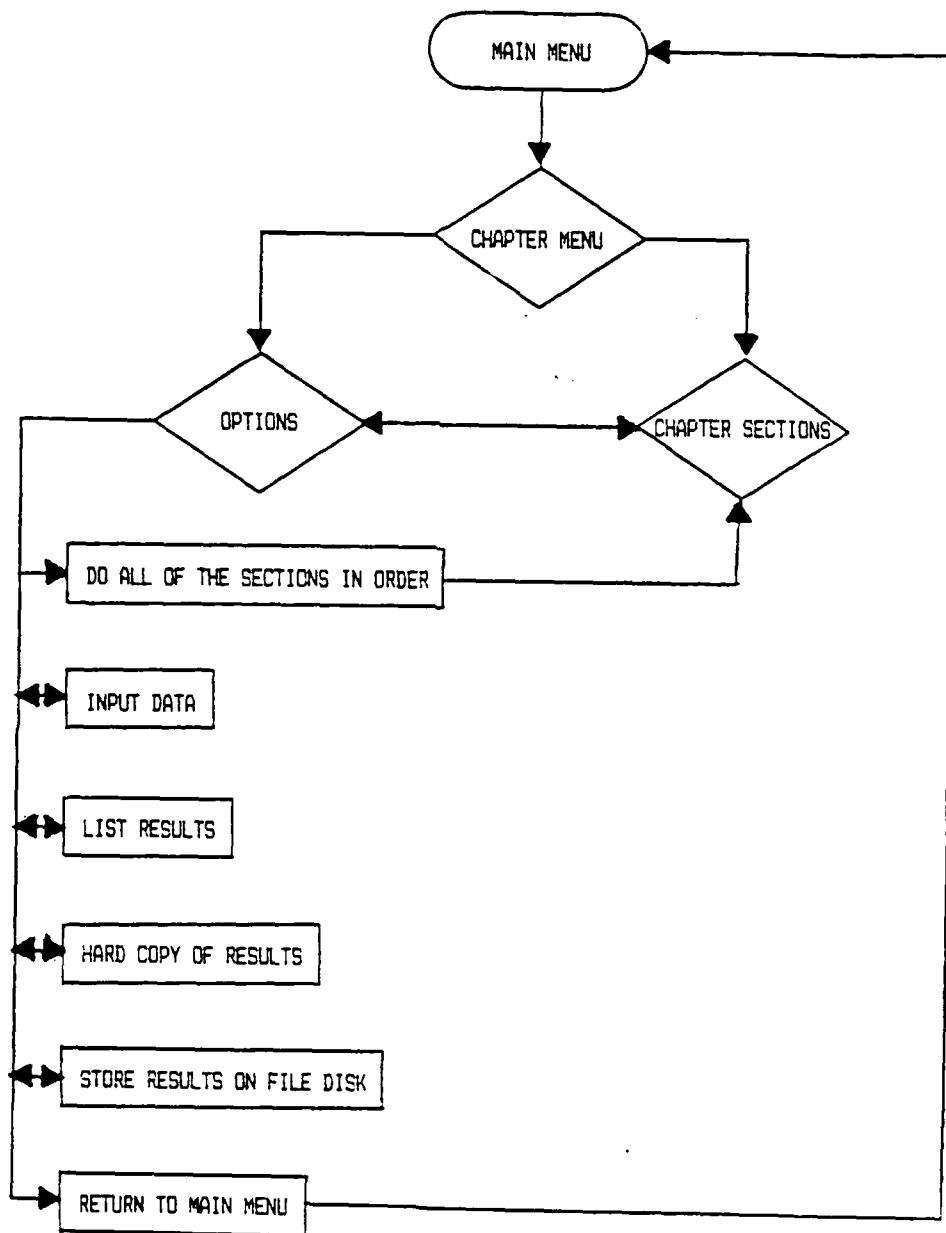 MAIN MENU
CHAPTER MENU
OPTIONS
CHAPTER SECTIONS
DO ALL OF THE SECTIONS IN ORDER
INPUT DATA
LIST RESULTS
HARD COPY OF RESULTS
STORE RESULTS ON FILE DISK
RETURN TO MAIN MENU